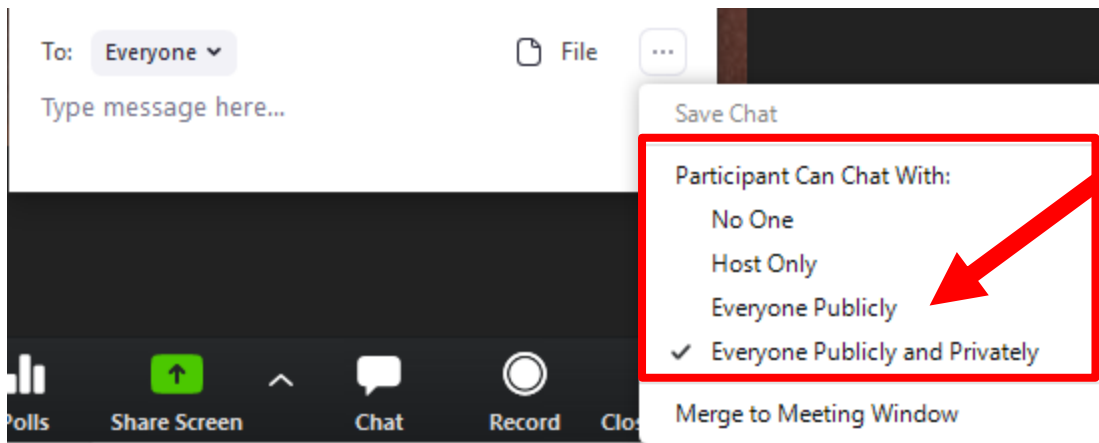 To: Everyone File ...
Type message here...
Save Chat
Participant Can Chat With:
No One
Host Only
Everyone Publicly
Everyone Publicly and Privately
Merge to Meeting Window
Polls Share Screen Chat Record Clo